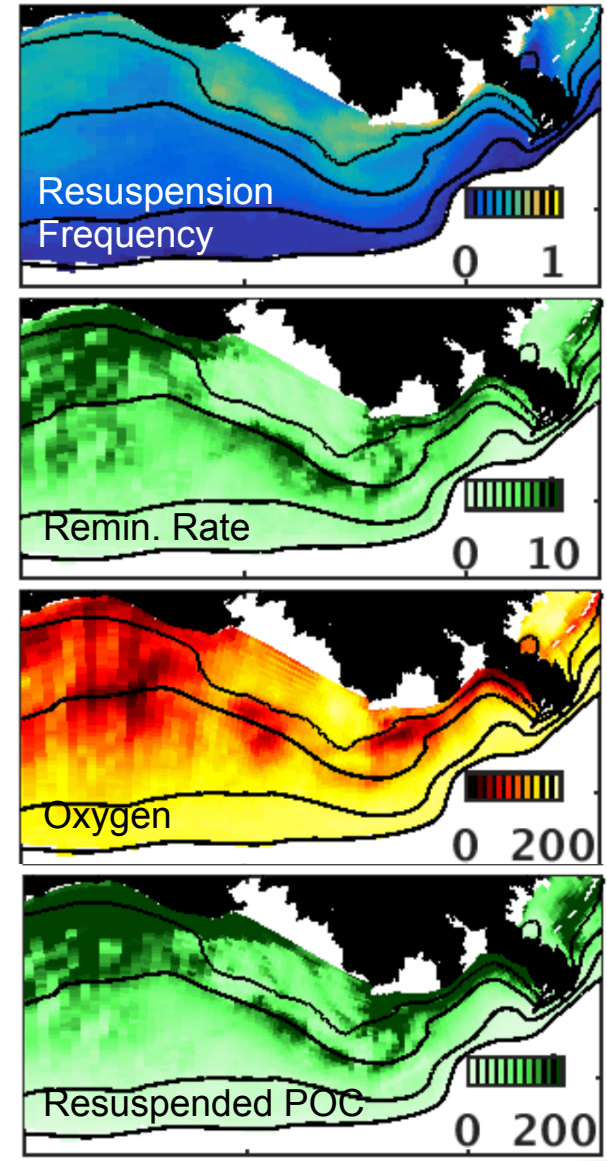 Resuspension
Frequency
0 1
Remin. Rate
0 10
Oxygen
0 200
Resuspended POC
0 200